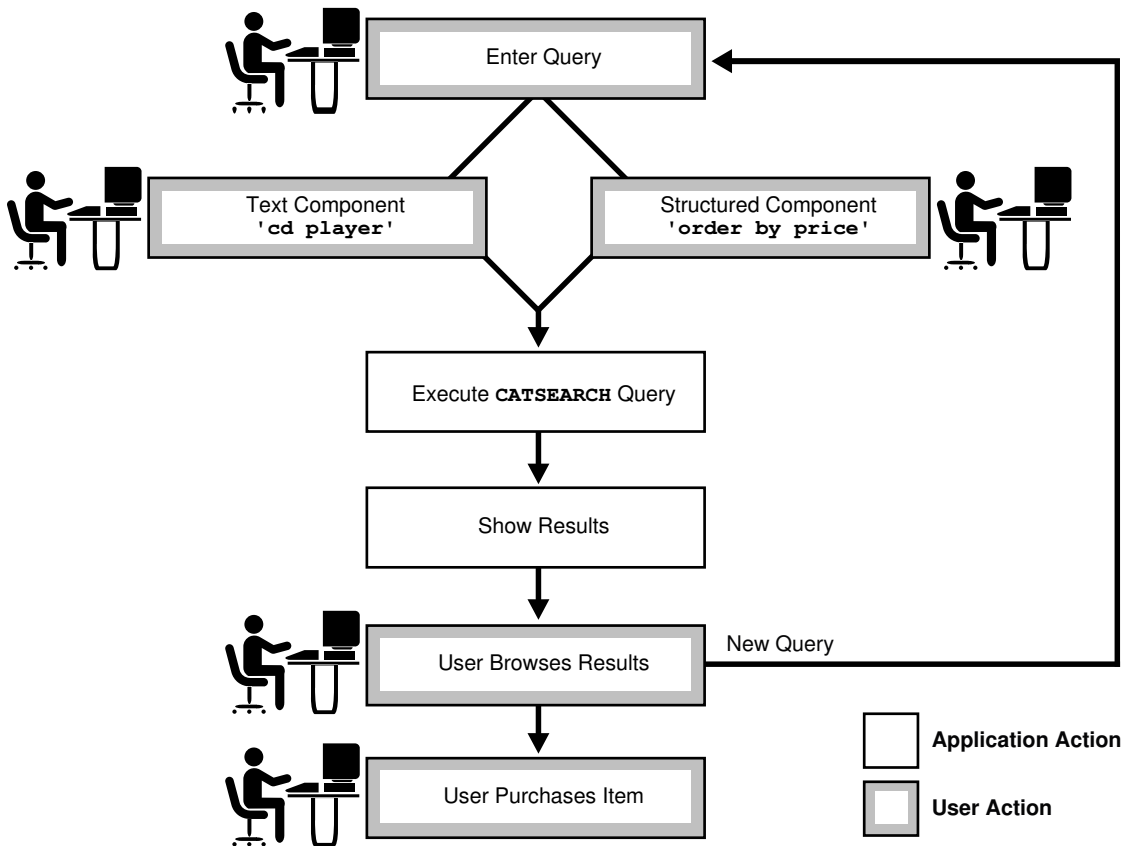 Enter Query
Text Component
'cd player'
Structured Component
'order by price'
Execute CATSEARCH Query
Show Results
User Browses Results
New Query
User Purchases Item
Application Action
User Action